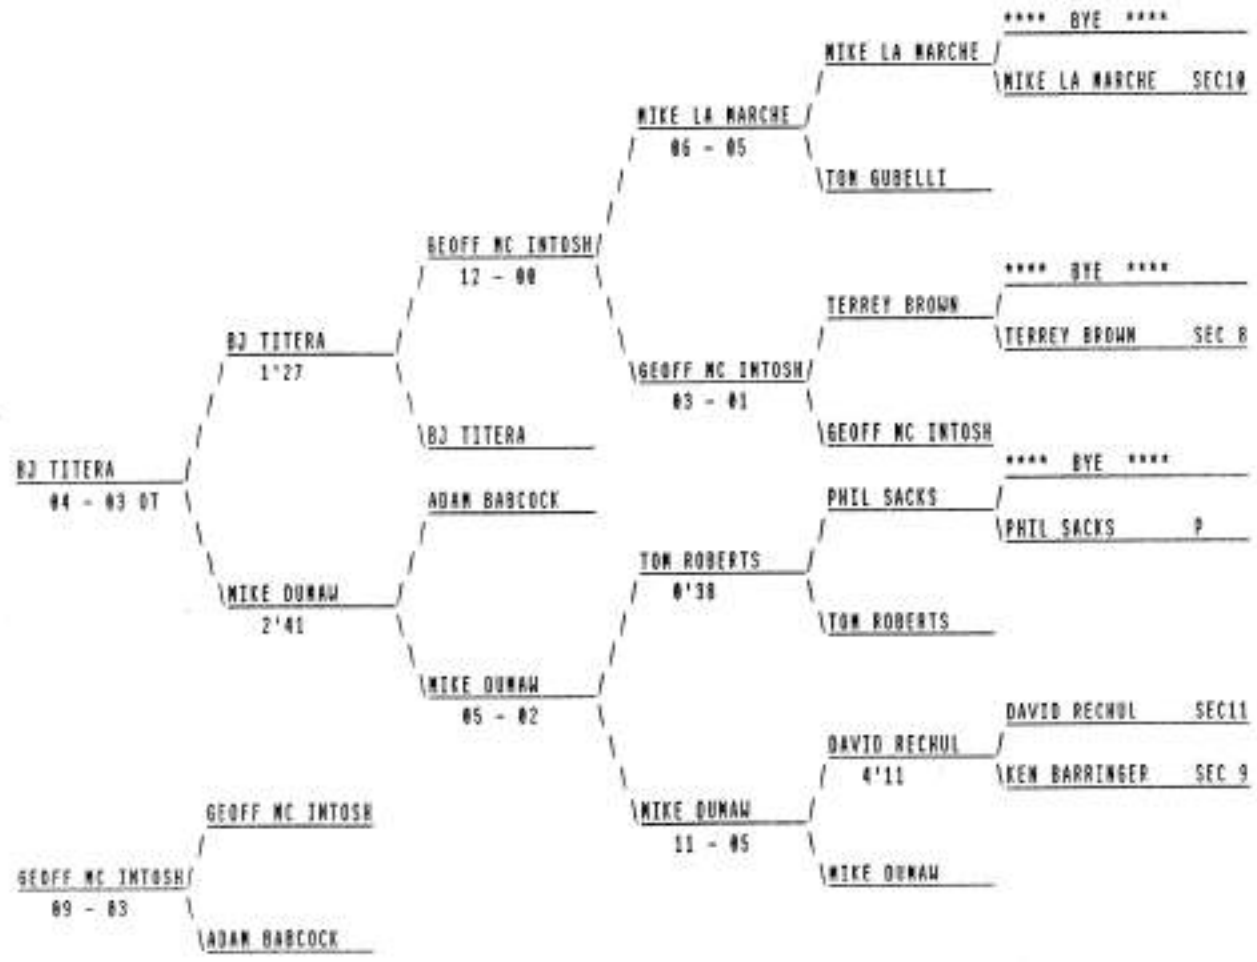 **** BYE ****
MIKE LA MARCHE
MIKE LA MARCHE SEC10
MIKE LA MARCHE
06 - 05
TOM GUBELLI
GEOFF MC INTOSH
12 - 00
**** BYE ****
TERREY BROWN
TERREY BROWN SEC 8
BJ TITERA
1'27
GEOFF MC INTOSH
03 - 01
GEOFF MC INTOSH
BJ TITERA
**** BYE ****
BJ TITERA
04 - 03 OT
ADAM BABCOCK
PHIL SACKS
PHIL SACKS P
TOM ROBERTS
0'38
MIKE DUMAW
2'41
TOM ROBERTS
MIKE DUMAW
05 - 02
DAVID RECHUL SEC11
DAVID RECHUL
4'11
KEN BARRINGER SEC 9
GEOFF MC INTOSH
MIKE DUMAW
11 - 05
GEOFF MC INTOSH
09 - 03
MIKE DUMAW
ADAM BABCOCK